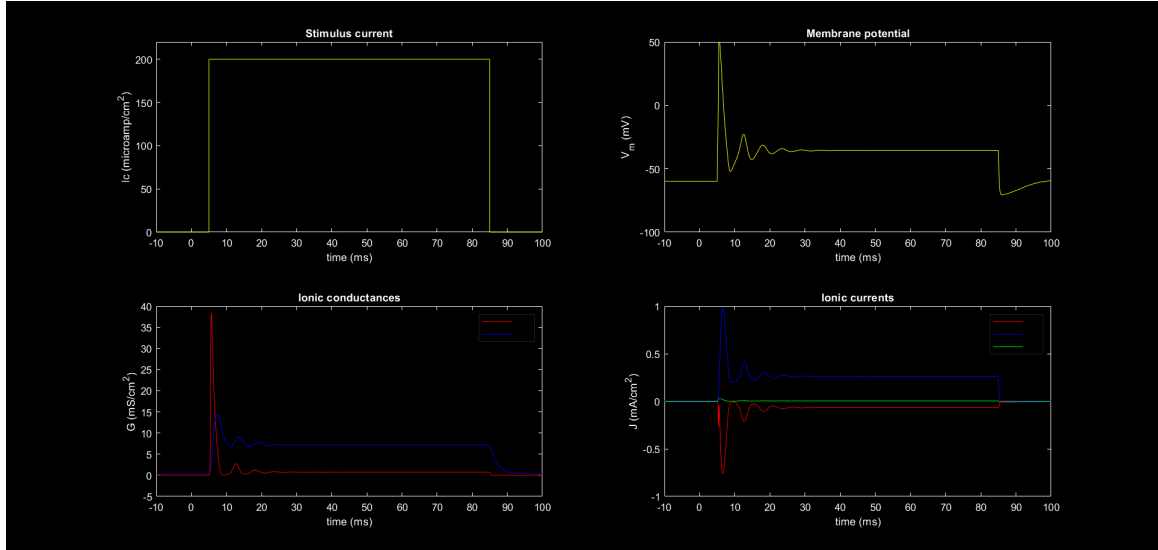 Stimulus current
200
150
100
50
0
Ic (microamp/cm²)
-10 0 10 20 30 40 50 60 70 80 90 100
time (ms)
Membrane potential
50
0
-50
-100
V_m (mV)
-10 0 10 20 30 40 50 60 70 80 90 100
time (ms)
Ionic conductances
40
35
30
25
20
15
10
5
0
-5
G (mS/cm²)
-10 0 10 20 30 40 50 60 70 80 90 100
time (ms)
Ionic currents
1
0.5
0
-0.5
-1
J (mA/cm²)
-10 0 10 20 30 40 50 60 70 80 90 100
time (ms)